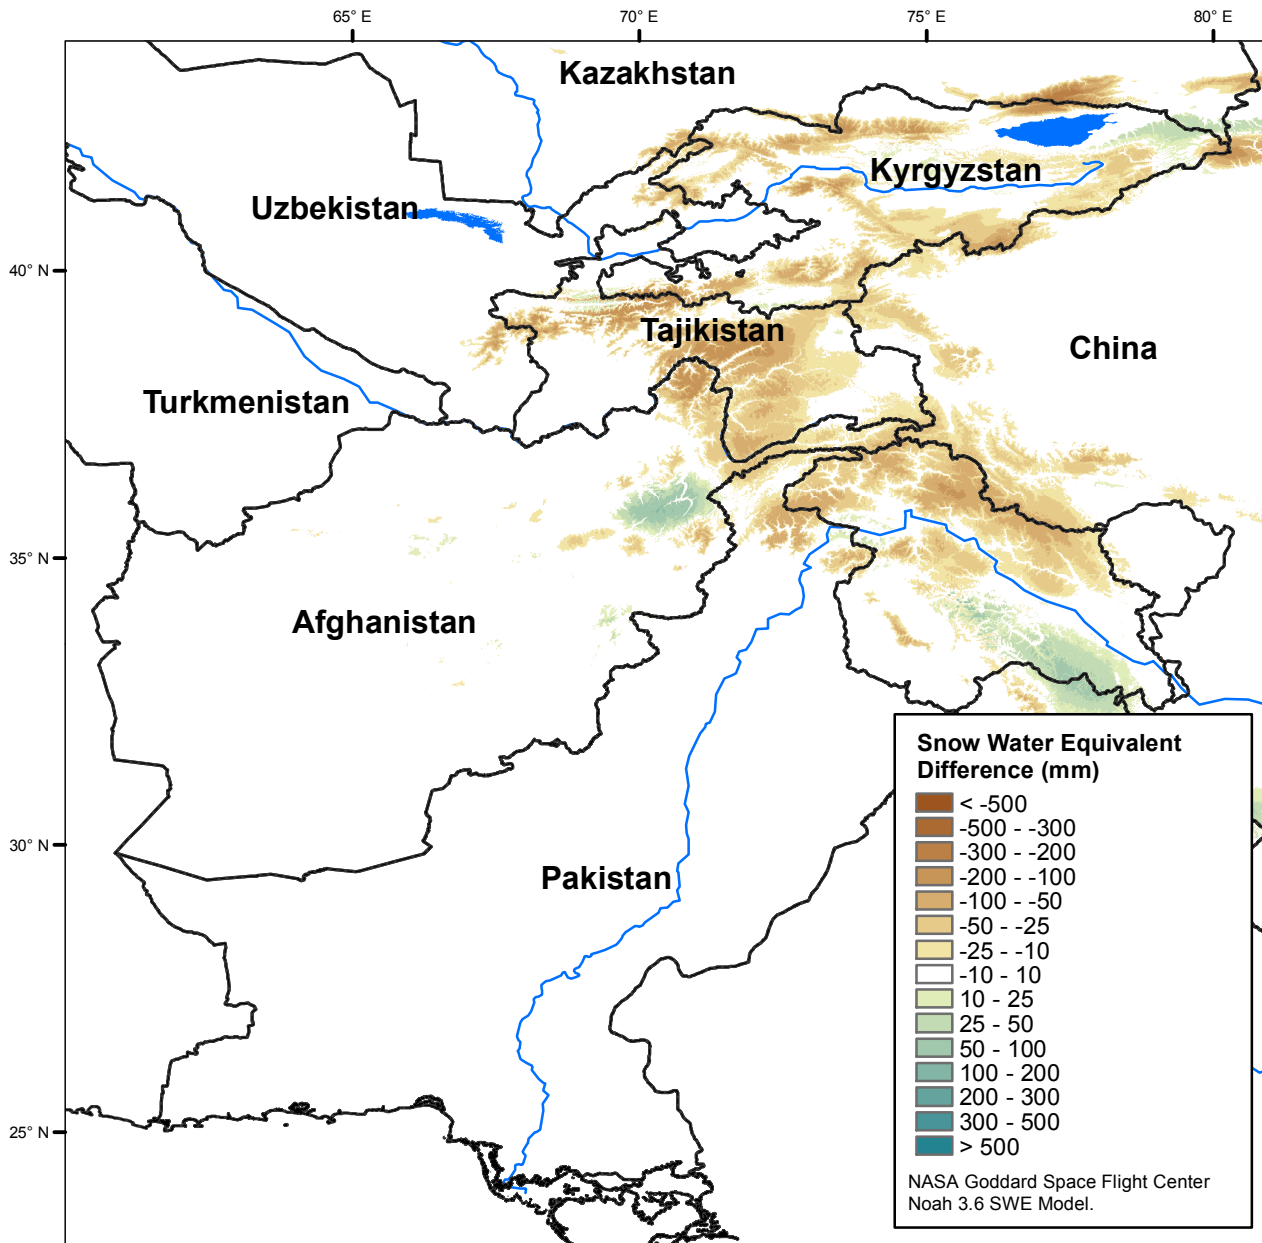 65° E
70° E
75° E
80° E
Kazakhstan
Kyrgyzstan
Uzbekistan
40° N
Tajikistan
China
Turkmenistan
35° N
Afghanistan
30° N
Pakistan
25° N
Snow Water Equivalent
Difference (mm)
< -500
-500 - -300
-300 - -200
-200 - -100
-100 - -50
-50 - -25
-25 - -10
-10 - 10
10 - 25
25 - 50
50 - 100
100 - 200
200 - 300
300 - 500
> 500
NASA Goddard Space Flight Center
Noah 3.6 SWE Model.